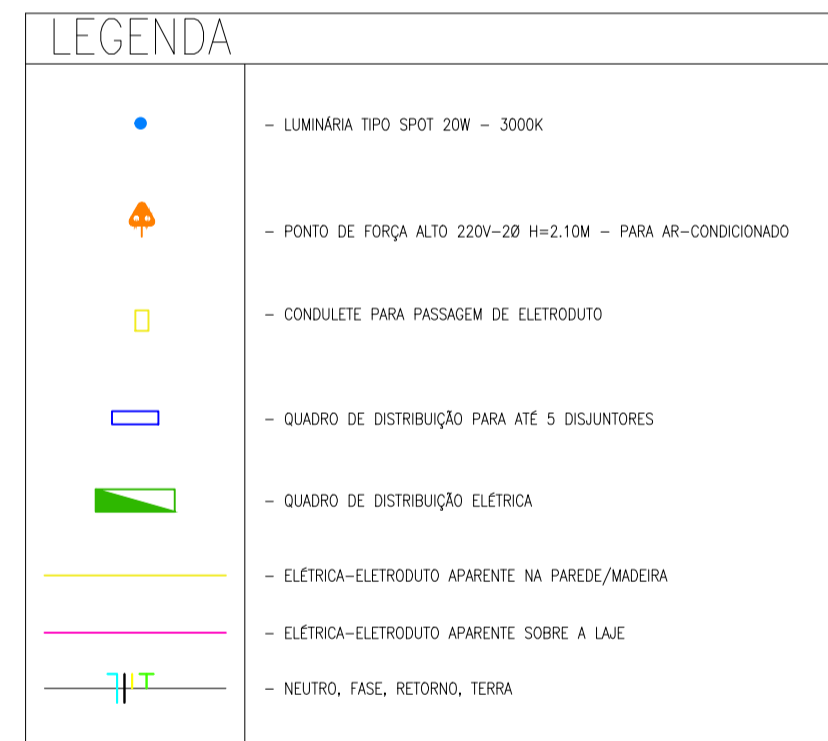 LEGENDA
- LUMINÁRIA TIPO SPOT 20W - 3000K
- PONTO DE FORÇA ALTO 220V-2Ø H=2.10M - PARA AR-CONDICIONADO
- CONDULETE PARA PASSAGEM DE ELETRODUTO
- QUADRO DE DISTRIBUIÇÃO PARA ATÉ 5 DISJUNTORES
- QUADRO DE DISTRIBUIÇÃO ELÉTRICA
- ELÉTRICA-ELETRODUTO APARENTE NA PAREDE/MADEIRA
- ELÉTRICA-ELETRODUTO APARENTE SOBRE A LAJE
- NEUTRO, FASE, RETORNO, TERRA